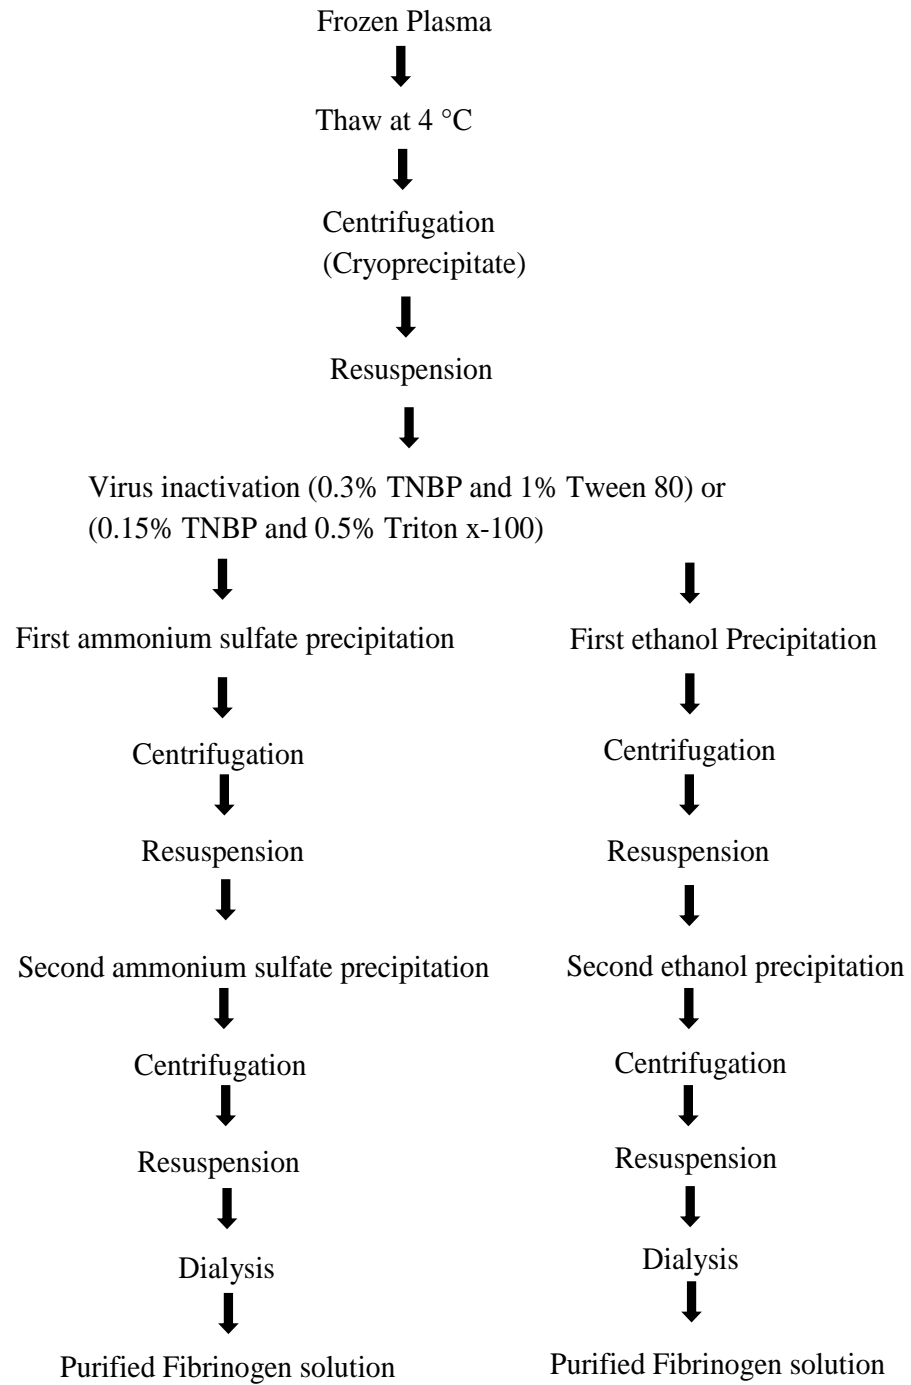 Frozen Plasma
Thaw at 4 °C
Centrifugation
(Cryoprecipitate)
Resuspension
Virus inactivation (0.3% TNBP and 1% Tween 80) or
(0.15% TNBP and 0.5% Triton x-100)
First ammonium sulfate precipitation
Centrifugation
Resuspension
Second ammonium sulfate precipitation
Centrifugation
Resuspension
Dialysis
Purified Fibrinogen solution
First ethanol Precipitation
Centrifugation
Resuspension
Second ethanol precipitation
Centrifugation
Resuspension
Dialysis
Purified Fibrinogen solution